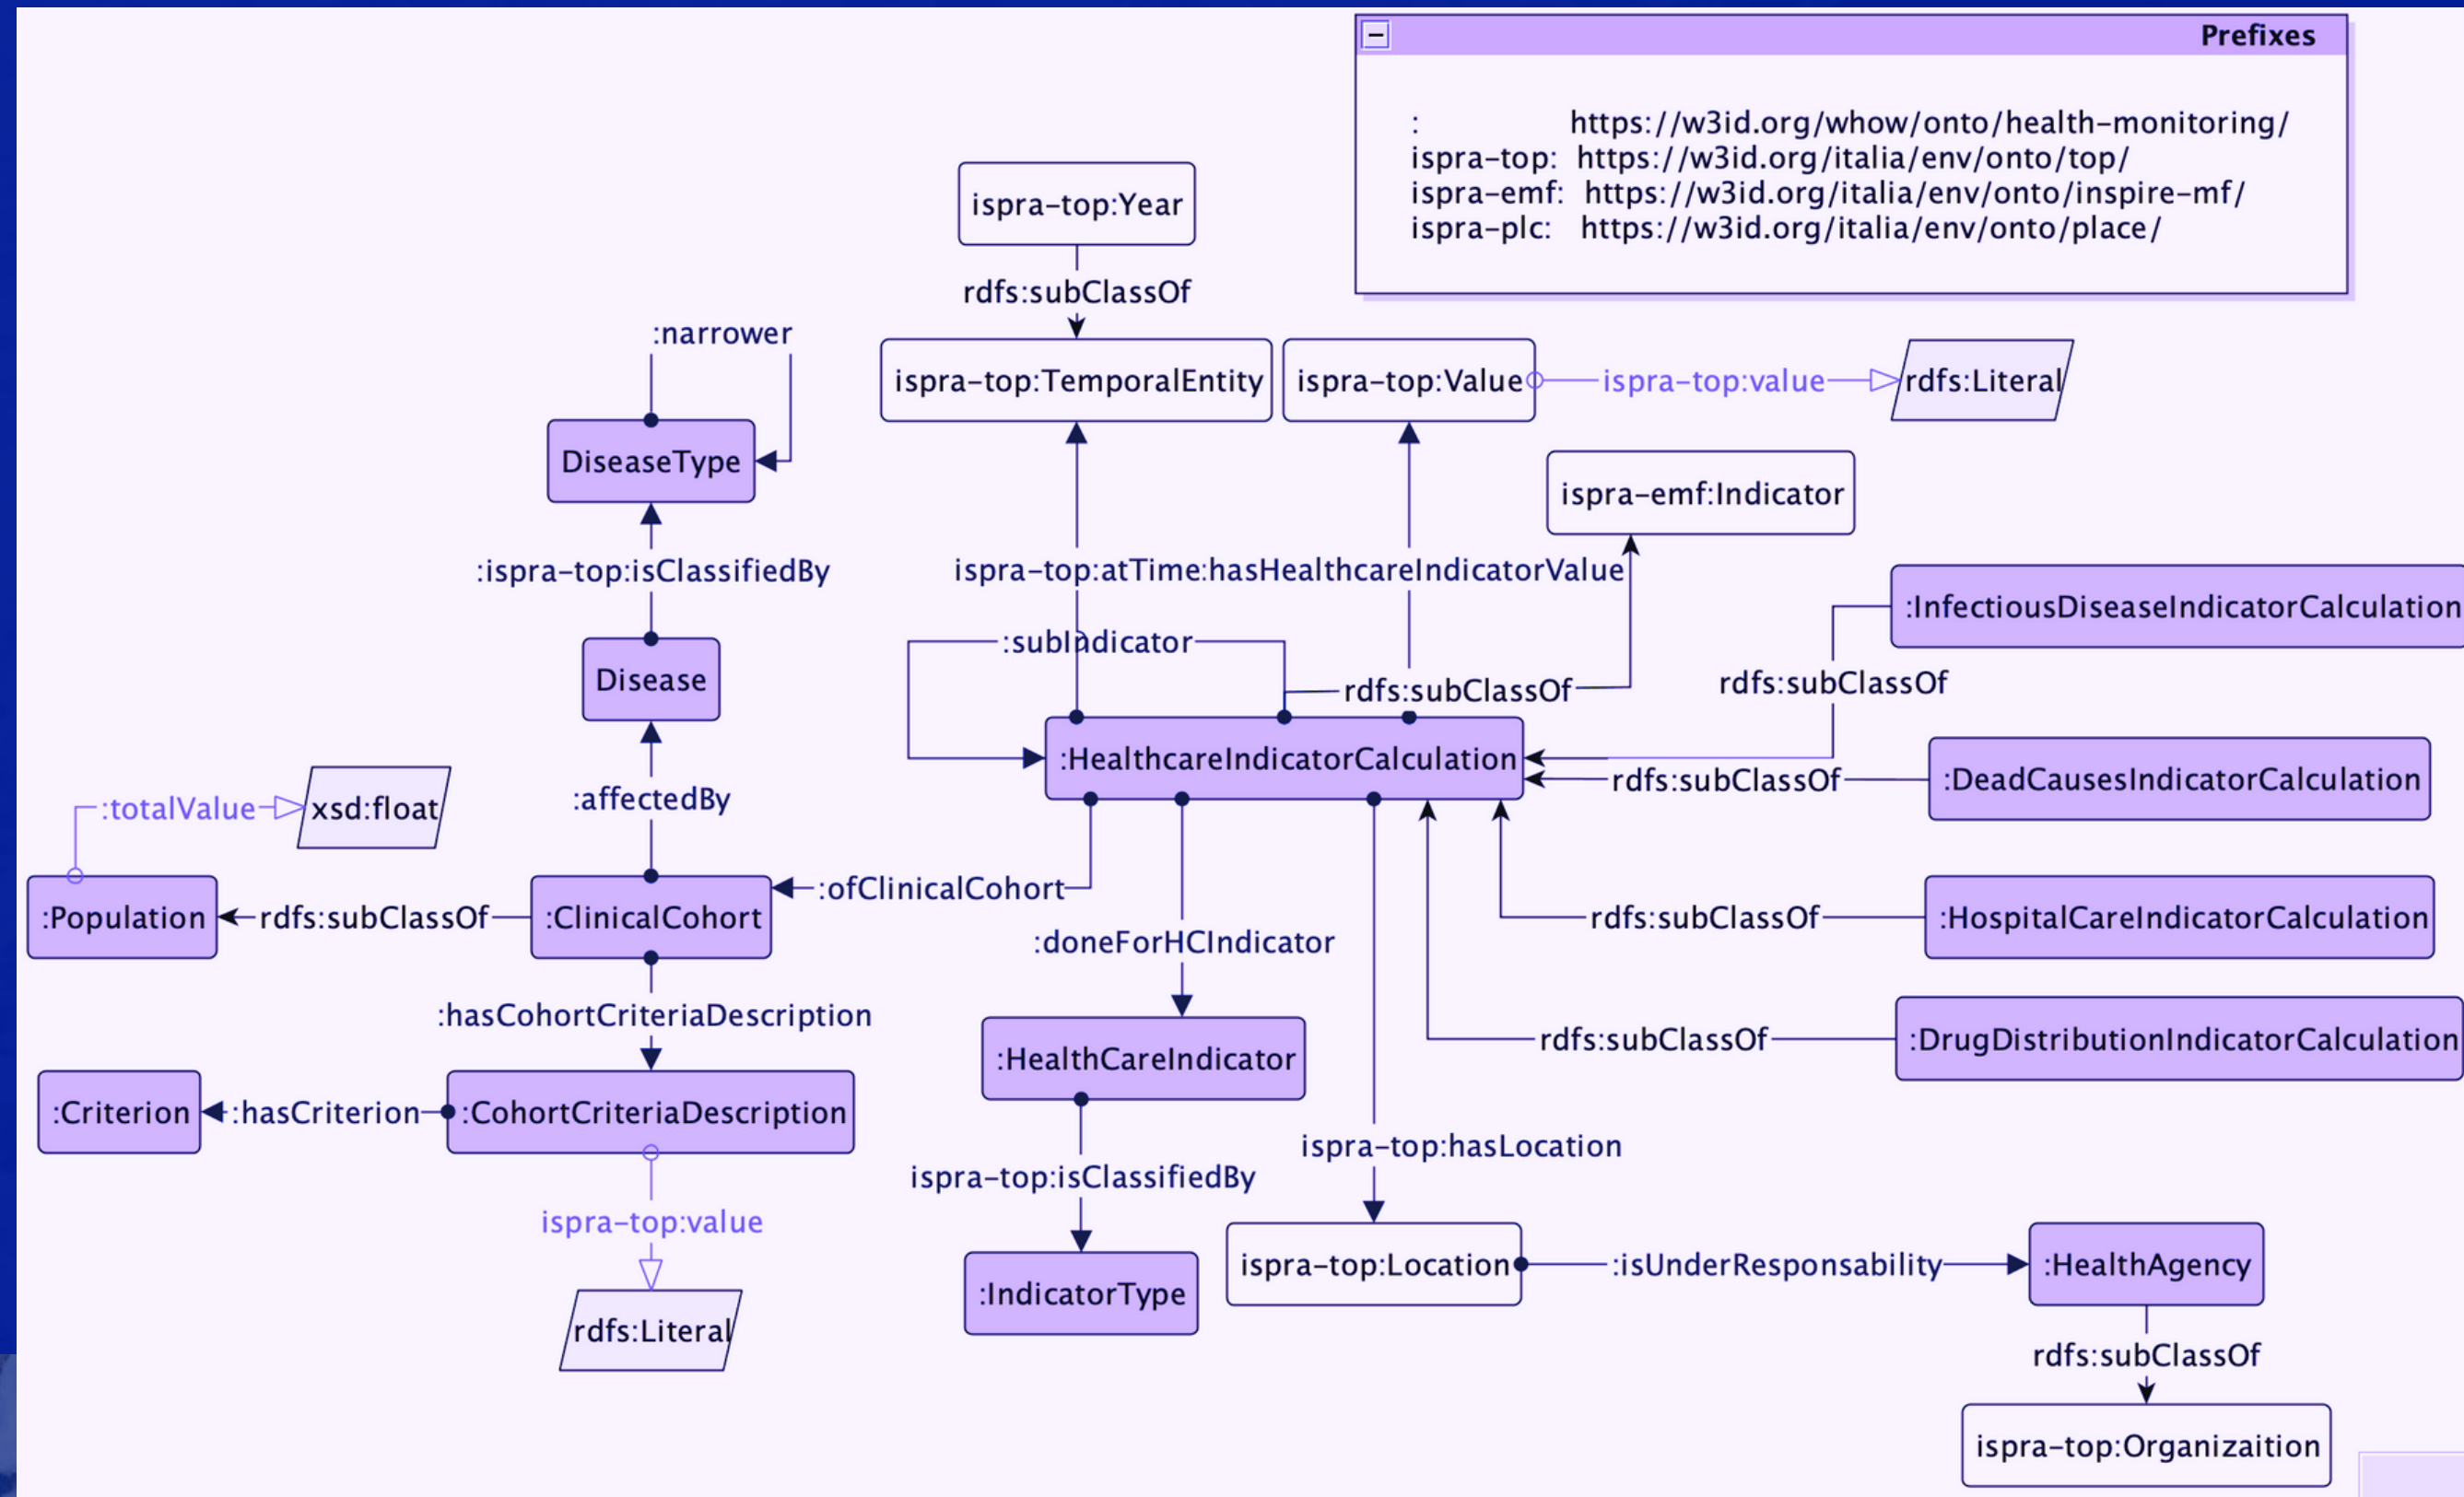 Prefixes
: https://w3id.org/whow/onto/health-monitoring/
ispra-top: https://w3id.org/italia/env/onto/top/
ispra-emf: https://w3id.org/italia/env/onto/inspire-mf/
ispra-plc: https://w3id.org/italia/env/onto/place/
ispra-top:Year
rdfs:subClassOf
:narrower
ispra-top:TemporalEntity
ispra-top:Value
ispra-top:value
rdfs:Literal
DiseaseType
ispra-emf:Indicator
:ispra-top:isClassifiedBy
ispra-top:atTime
:hasHealthcareIndicatorValue
:InfectiousDiseaseIndicatorCalculation
:subIndicator
Disease
rdfs:subClassOf
rdfs:subClassOf
:HealthcareIndicatorCalculation
rdfs:subClassOf
:DeadCausesIndicatorCalculation
:totalValue
xsd:float
:affectedBy
:ofClinicalCohort
:Population
rdfs:subClassOf
:ClinicalCohort
rdfs:subClassOf
:HospitalCareIndicatorCalculation
:doneForHCIndicator
:hasCohortCriteriaDescription
rdfs:subClassOf
:DrugDistributionIndicatorCalculation
:HealthCareIndicator
:Criterion
:hasCriterion
:CohortCriteriaDescription
ispra-top:hasLocation
ispra-top:isClassifiedBy
ispra-top:value
ispra-top:Location
:isUnderResponsability
:HealthAgency
:IndicatorType
rdfs:Literal
rdfs:subClassOf
ispra-top:Organizaition